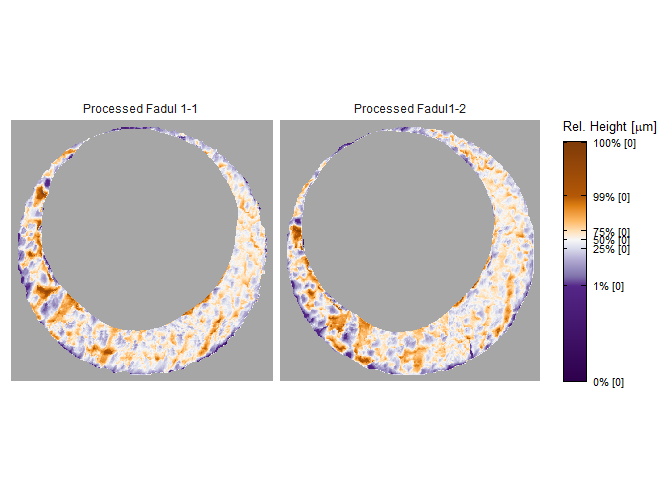 Processed Fadul 1-1
Processed Fadul1-2
Rel. Height [µm]
100% [0]
99% [0]
75% [0]
50% [0]
25% [0]
1% [0]
0% [0]